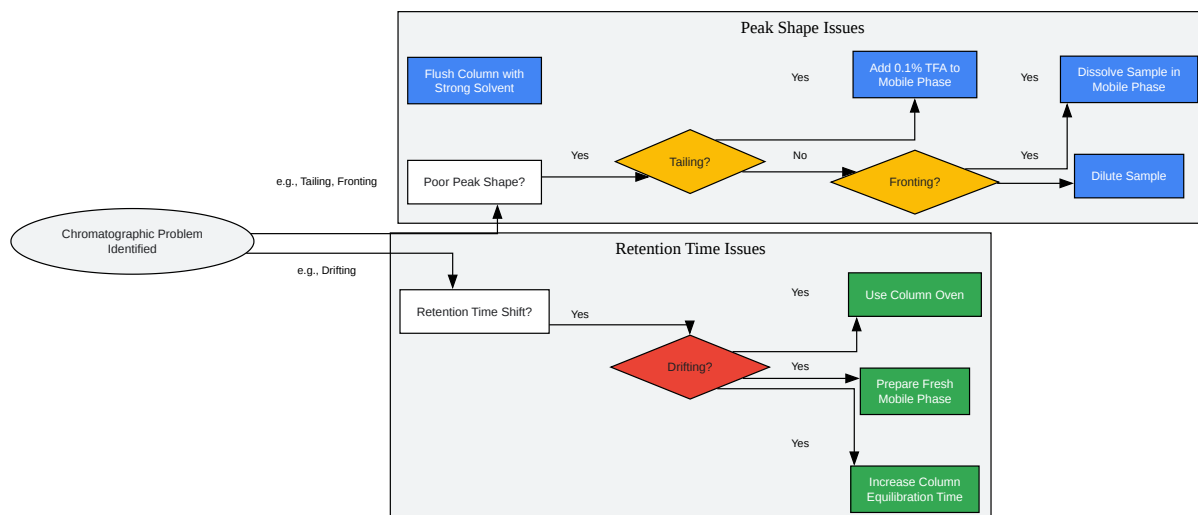 Peak Shape Issues
Flush Column with
Strong Solvent
Yes
Add 0.1% TFA to
Mobile Phase
Yes
Dissolve Sample in
Mobile Phase
e.g., Tailing, Fronting
Poor Peak Shape?
Yes
Tailing?
No
Fronting?
Yes
Dilute Sample
Chromatographic Problem
Identified
e.g., Drifting
Retention Time Issues
Retention Time Shift?
Yes
Drifting?
Yes
Use Column Oven
Yes
Prepare Fresh
Mobile Phase
Yes
Increase Column
Equilibration Time